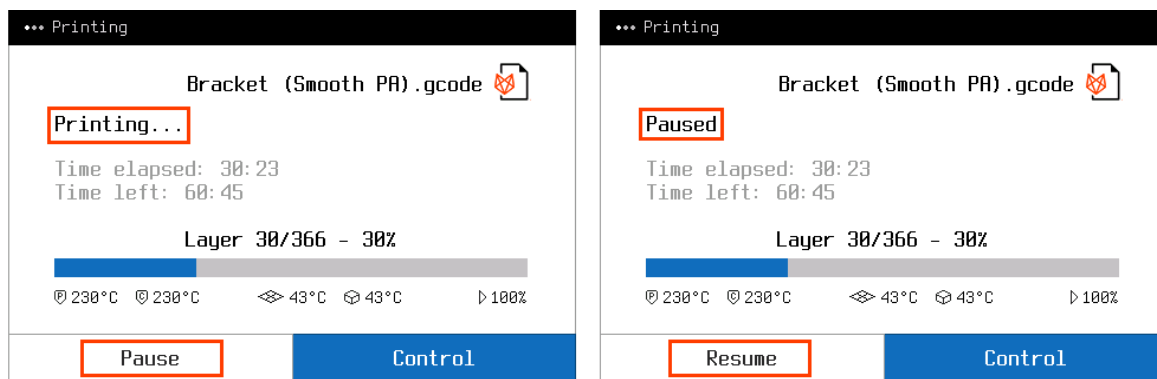 ••• Printing
Bracket (Smooth PA).gcode
Printing...
Time elapsed: 30:23
Time left: 60:45
Layer 30/366 - 30%
P 230°C C 230°C 43°C 43°C 100%
Pause Control
••• Printing
Bracket (Smooth PA).gcode
Paused
Time elapsed: 30:23
Time left: 60:45
Layer 30/366 - 30%
P 230°C C 230°C 43°C 43°C 100%
Resume Control